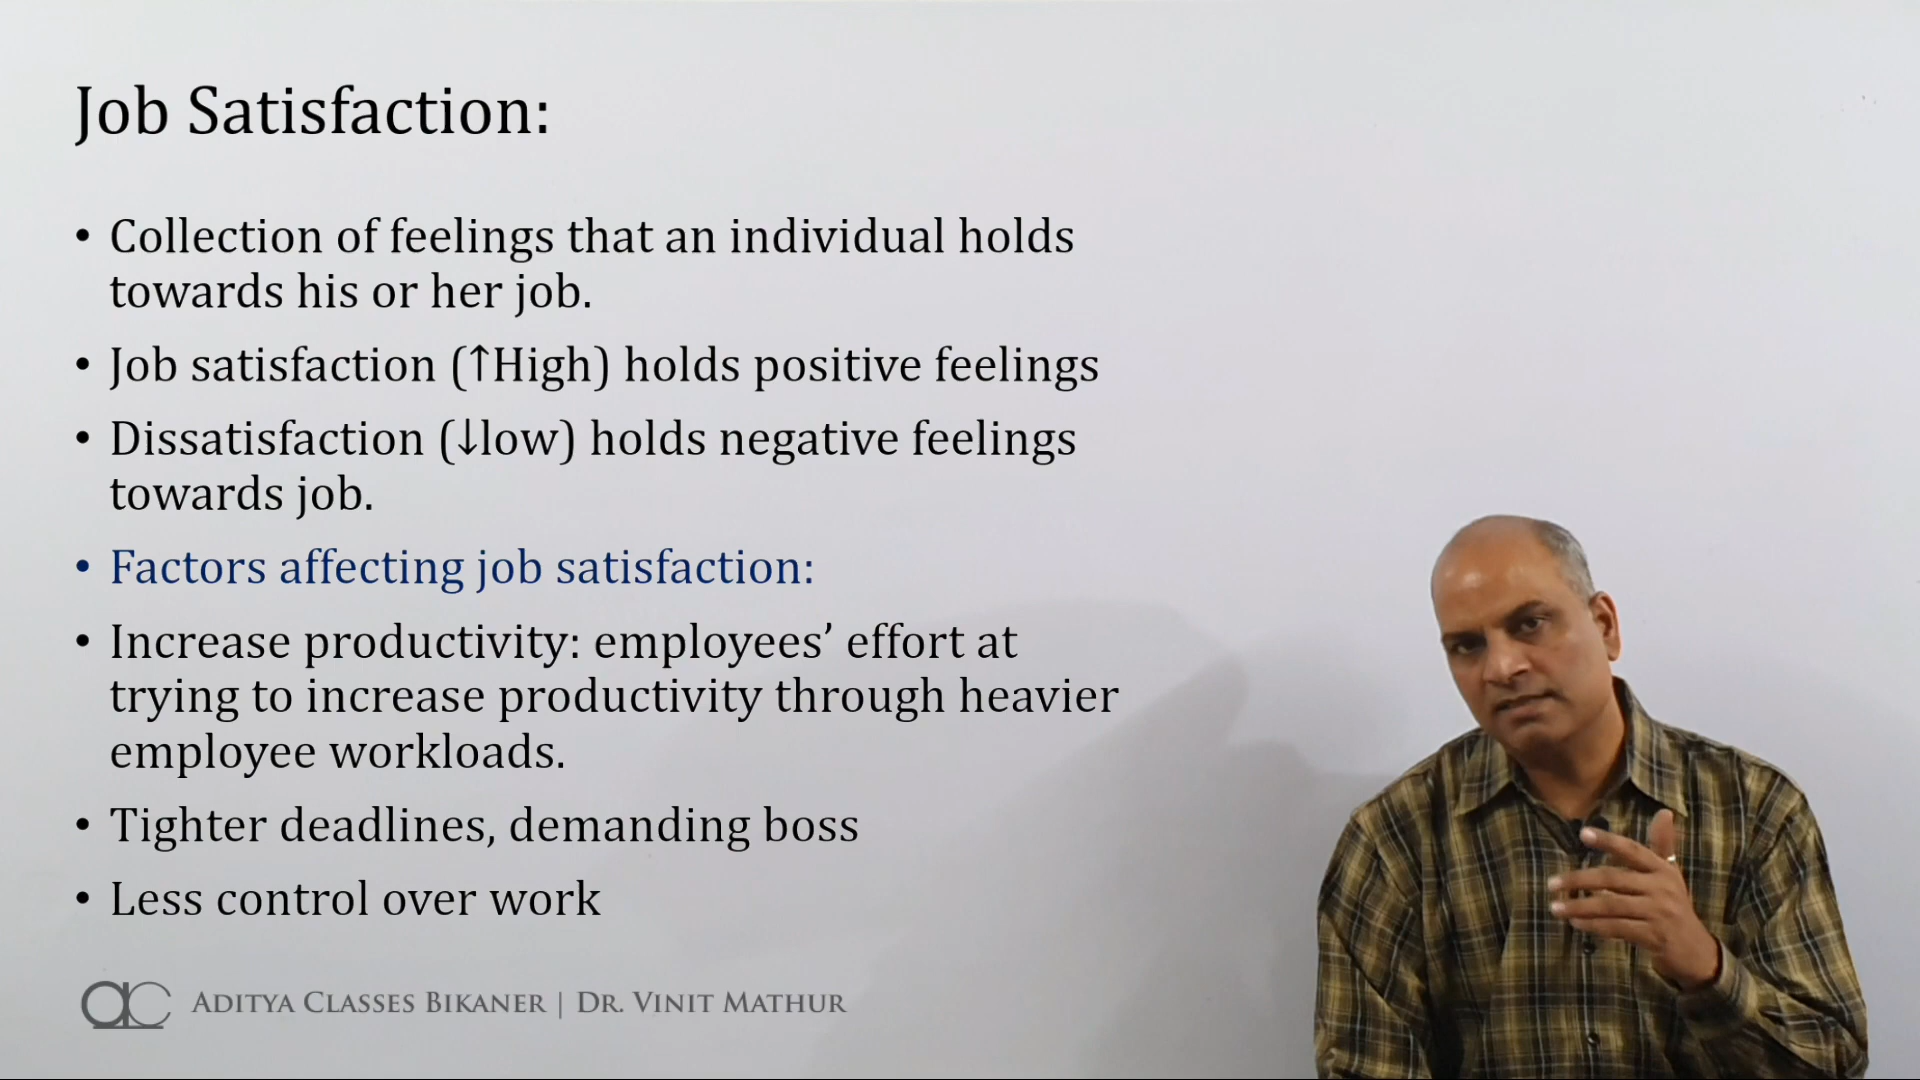 Job Satisfaction:
• Collection of feelings that an individual holds
towards his or her job.
• Job satisfaction (↑High) holds positive feelings
• Dissatisfaction (↓low) holds negative feelings
towards job.
• Factors affecting job satisfaction:
• Increase productivity: employees’ effort at
trying to increase productivity through heavier
employee workloads.
• Tighter deadlines, demanding boss
• Less control over work
ac ADITYA CLASSES BIKANER | DR. VINIT MATHUR